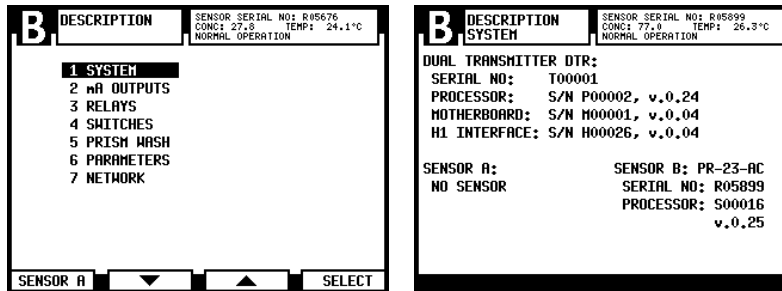 B DESCRIPTION
SENSOR SERIAL NO: R05676
CONC: 27.8 TEMP: 24.1°C
NORMAL OPERATION
1 SYSTEM
2 mA OUTPUTS
3 RELAYS
4 SWITCHES
5 PRISM WASH
6 PARAMETERS
7 NETWORK
SENSOR A ▼ ▲ SELECT
B DESCRIPTION
SYSTEM
SENSOR SERIAL NO: R05899
CONC: 77.0 TEMP: 26.3°C
NORMAL OPERATION
DUAL TRANSMITTER DTR:
SERIAL NO: T00001
PROCESSOR: S/N P00002, v.0.24
MOTHERBOARD: S/N M00001, v.0.04
H1 INTERFACE: S/N H00026, v.0.04
SENSOR A: SENSOR B: PR-23-AC
NO SENSOR SERIAL NO: R05899
PROCESSOR: S00016
v.0.25